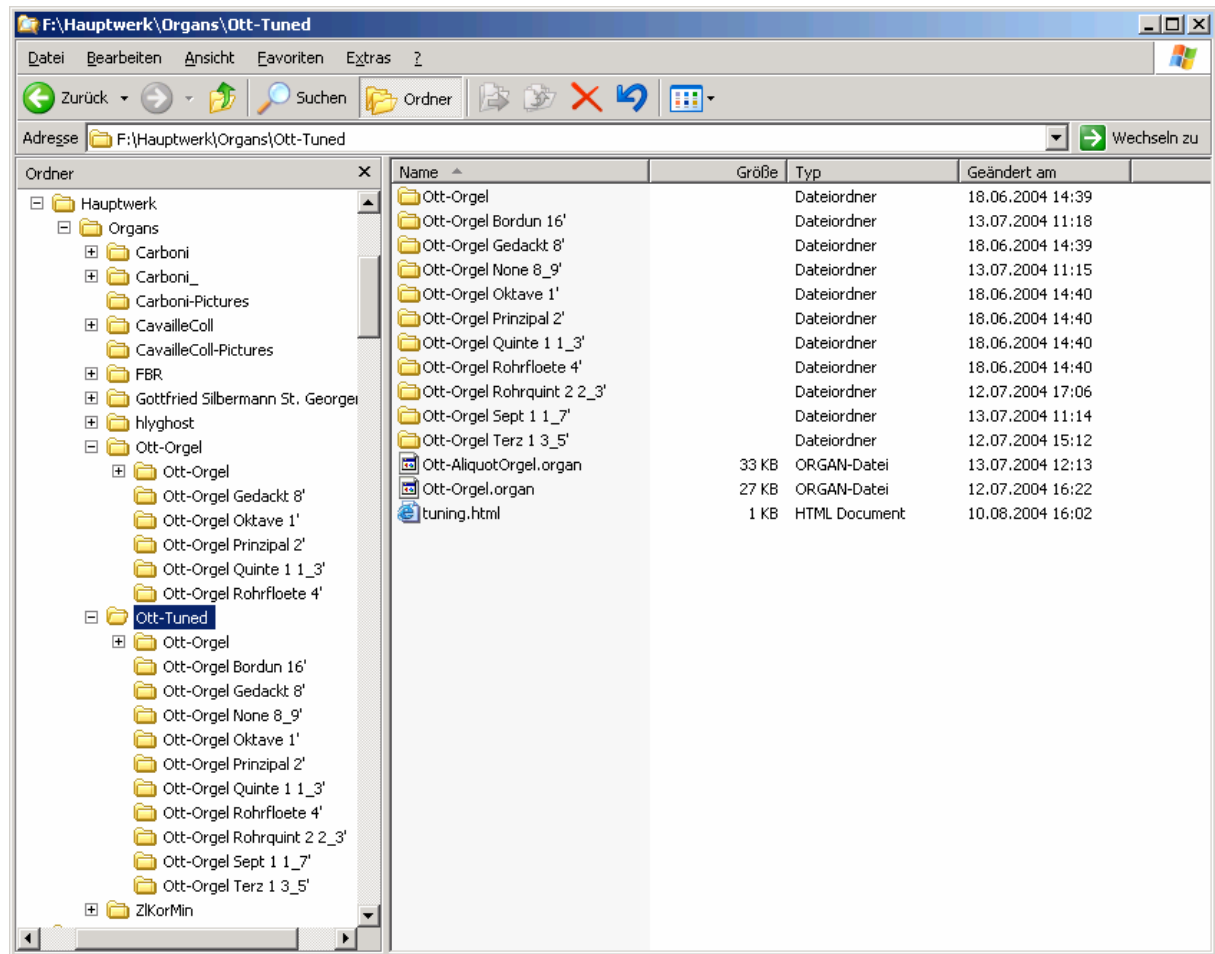 F:\Hauptwerk\Organs\Ott-Tuned
Datei Bearbeiten Ansicht Favoriten Extras ?
Zurück Suchen Ordner
Adresse F:\Hauptwerk\Organs\Ott-Tuned Wechseln zu
Ordner
Hauptwerk
Organs
Carboni
Carboni_
Carboni-Pictures
CavailleColl
CavailleColl-Pictures
FBR
Gottfried Silbermann St. Georgen
hlyghost
Ott-Orgel
Ott-Orgel
Ott-Orgel Gedackt 8'
Ott-Orgel Oktave 1'
Ott-Orgel Prinzipal 2'
Ott-Orgel Quinte 1 1_3'
Ott-Orgel Rohrfloete 4'
Ott-Tuned
Ott-Orgel
Ott-Orgel Bordun 16'
Ott-Orgel Gedackt 8'
Ott-Orgel None 8_9'
Ott-Orgel Oktave 1'
Ott-Orgel Prinzipal 2'
Ott-Orgel Quinte 1 1_3'
Ott-Orgel Rohrfloete 4'
Ott-Orgel Rohrquint 2 2_3'
Ott-Orgel Sept 1 1_7'
Ott-Orgel Terz 1 3_5'
ZlKorMin
Name Größe Typ Geändert am
Ott-Orgel Dateiordner 18.06.2004 14:39
Ott-Orgel Bordun 16' Dateiordner 13.07.2004 11:18
Ott-Orgel Gedackt 8' Dateiordner 18.06.2004 14:39
Ott-Orgel None 8_9' Dateiordner 13.07.2004 11:15
Ott-Orgel Oktave 1' Dateiordner 18.06.2004 14:40
Ott-Orgel Prinzipal 2' Dateiordner 18.06.2004 14:40
Ott-Orgel Quinte 1 1_3' Dateiordner 18.06.2004 14:40
Ott-Orgel Rohrfloete 4' Dateiordner 18.06.2004 14:40
Ott-Orgel Rohrquint 2 2_3' Dateiordner 12.07.2004 17:06
Ott-Orgel Sept 1 1_7' Dateiordner 13.07.2004 11:14
Ott-Orgel Terz 1 3_5' Dateiordner 12.07.2004 15:12
Ott-AliquotOrgel.organ 33 KB ORGAN-Datei 13.07.2004 12:13
Ott-Orgel.organ 27 KB ORGAN-Datei 12.07.2004 16:22
tuning.html 1 KB HTML Document 10.08.2004 16:02